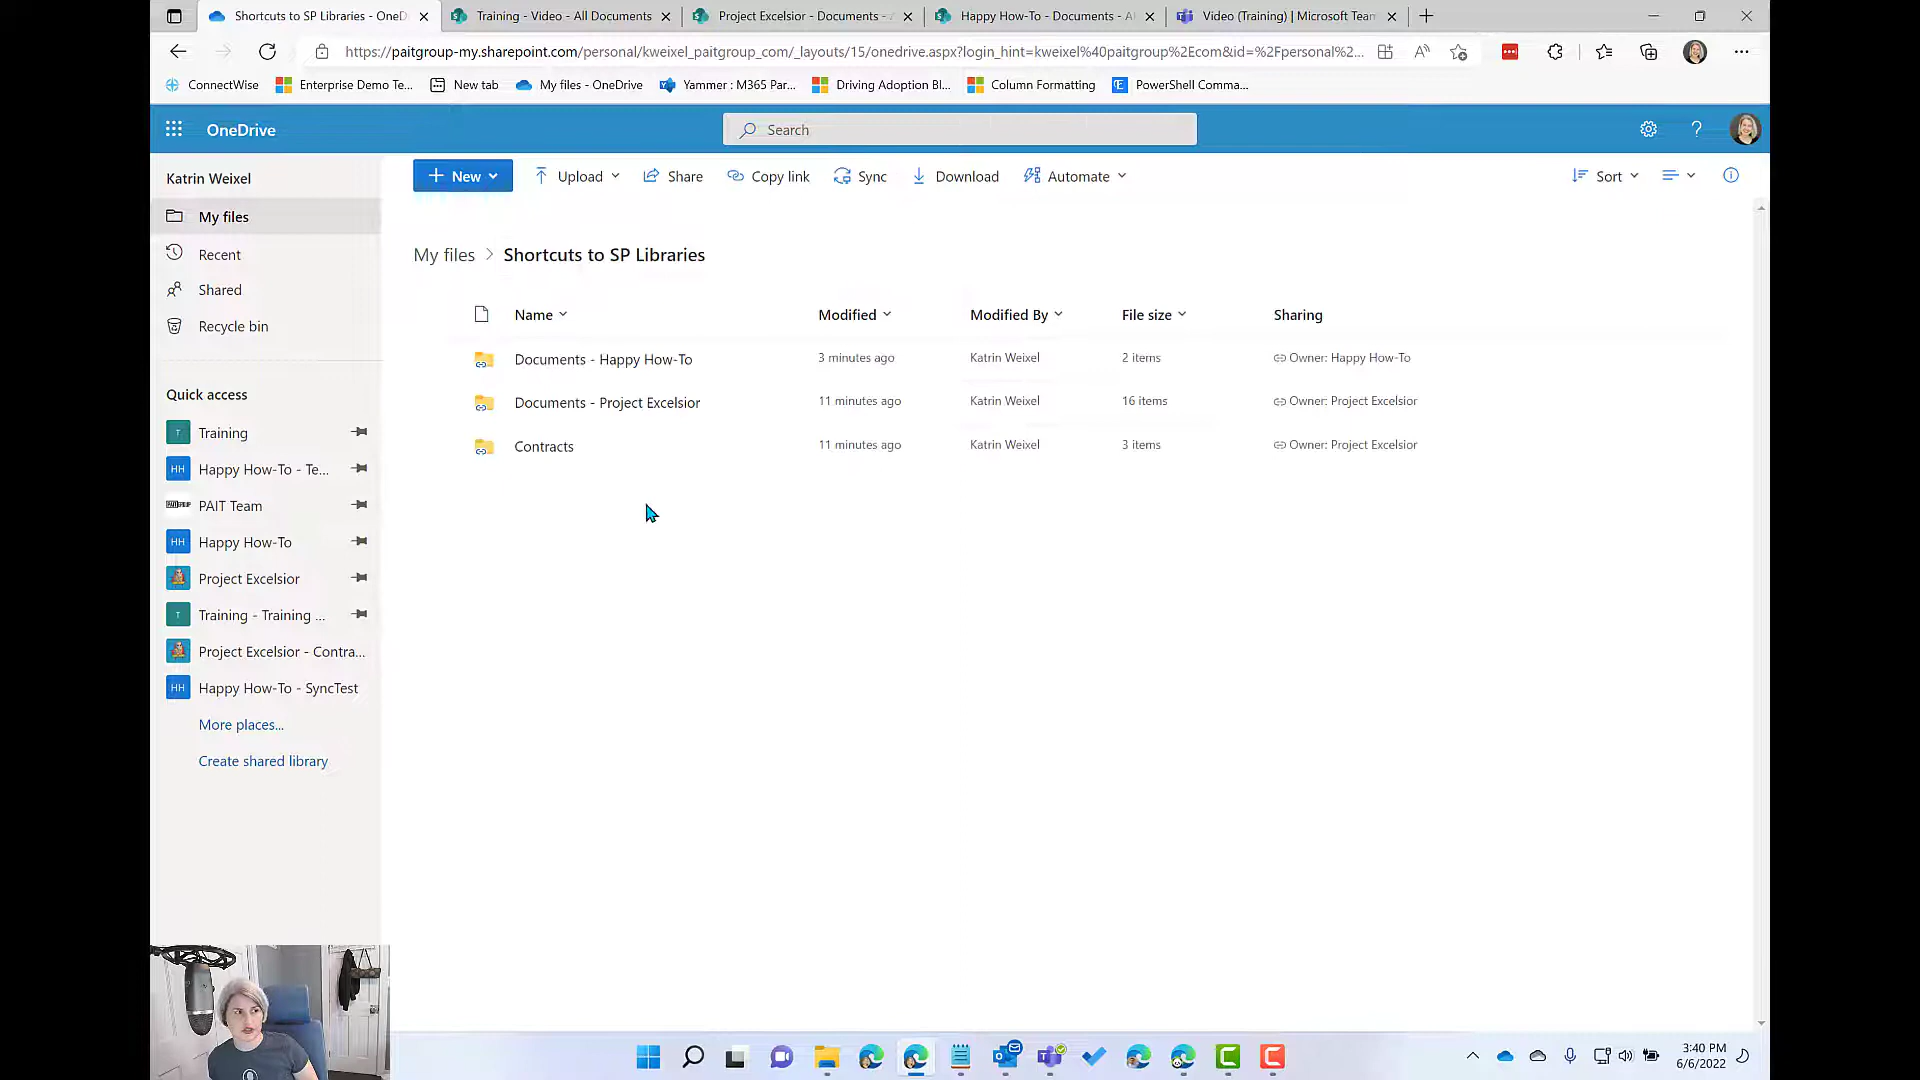 Shortcuts to SP Libraries - OneD
Training - Video - All Documents
Project Excelsior - Documents -
Happy How-To - Documents - Al
Video (Training) | Microsoft Team
https://paitgroup-my.sharepoint.com/personal/kweixel_paitgroup_com/_layouts/15/onedrive.aspx?login_hint=kweixel%40paitgroup%2Ecom&id=%2Fpersonal%2...
ConnectWise
Enterprise Demo Te...
New tab
My files - OneDrive
Yammer : M365 Par...
Driving Adoption Bl...
Column Formatting
PowerShell Comma...
OneDrive
Search
Katrin Weixel
My files
Recent
Shared
Recycle bin
Quick access
T Training
HH Happy How-To - Te...
PAIT Team
HH Happy How-To
Project Excelsior
T Training - Training ...
Project Excelsior - Contra...
HH Happy How-To - SyncTest
More places...
Create shared library
New
Upload
Share
Copy link
Sync
Download
Automate
Sort
My files > Shortcuts to SP Libraries
Name Modified Modified By File size Sharing
Documents - Happy How-To 3 minutes ago Katrin Weixel 2 items Owner: Happy How-To
Documents - Project Excelsior 11 minutes ago Katrin Weixel 16 items Owner: Project Excelsior
Contracts 11 minutes ago Katrin Weixel 3 items Owner: Project Excelsior
3:40 PM
6/6/2022